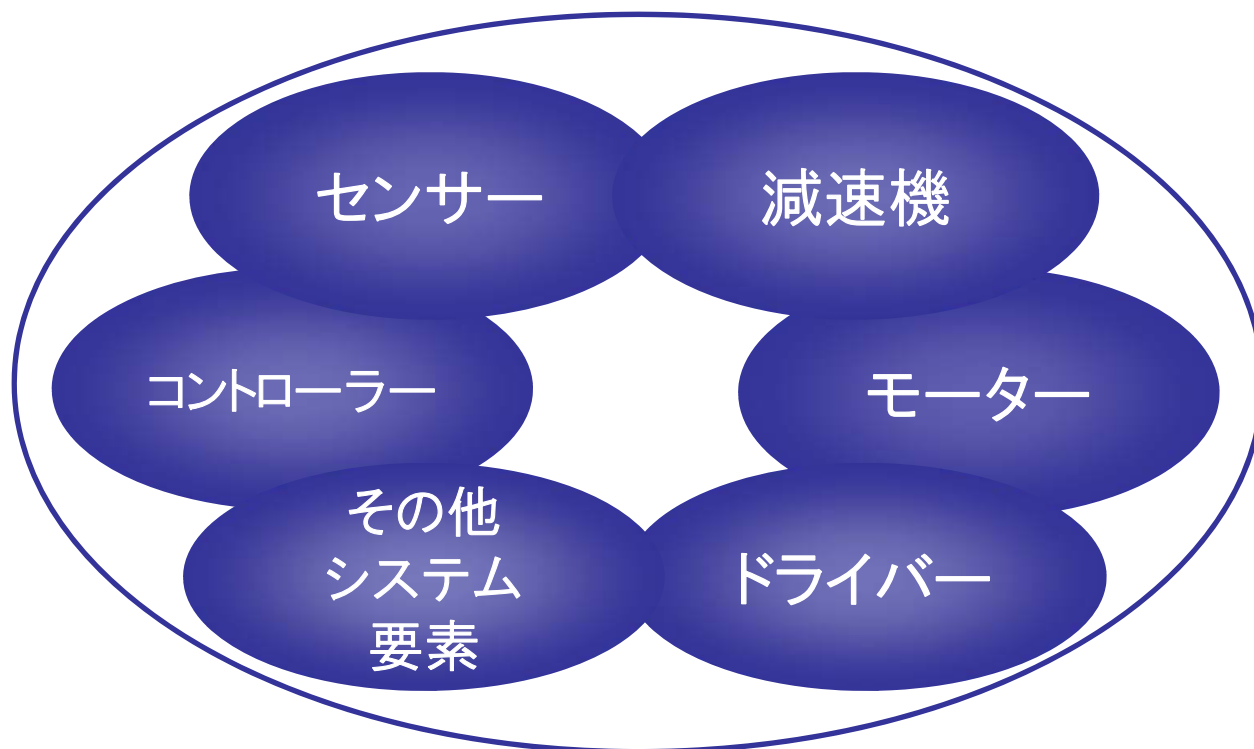 センサー
減速機
コントローラー
モーター
その他
システム
要素
ドライバー